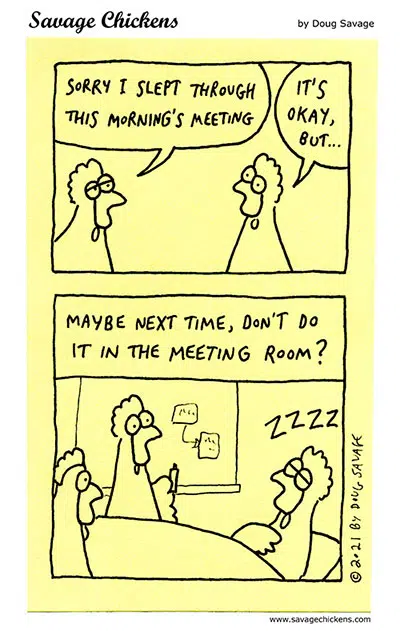 Savage Chickens
by Doug Savage
SORRY I SLEPT THROUGH
THIS MORNING'S MEETING
IT'S
OKAY,
BUT...
MAYBE NEXT TIME, DON'T DO
IT IN THE MEETING ROOM?
ZZZZ
© 2021 BY DOUG SAVAGE
www.savagechickens.com